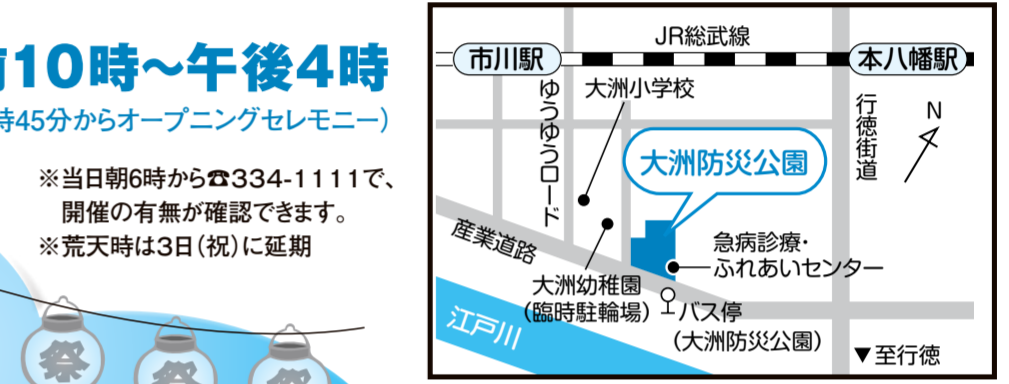 前10時～午後4時
時45分からオープニングセレモニー）
※当日朝6時から☎334-1111で、
開催の有無が確認できます。
※荒天時は3日（祝）に延期
祭
祭
祭
JR総武線
市川駅
本八幡駅
大洲小学校
ゆうゆうロード
行徳街道
N
大洲防災公園
産業道路
急病診療・
ふれあいセンター
大洲幼稚園
（臨時駐輪場）
バス停
（大洲防災公園）
江戸川
▼至行徳